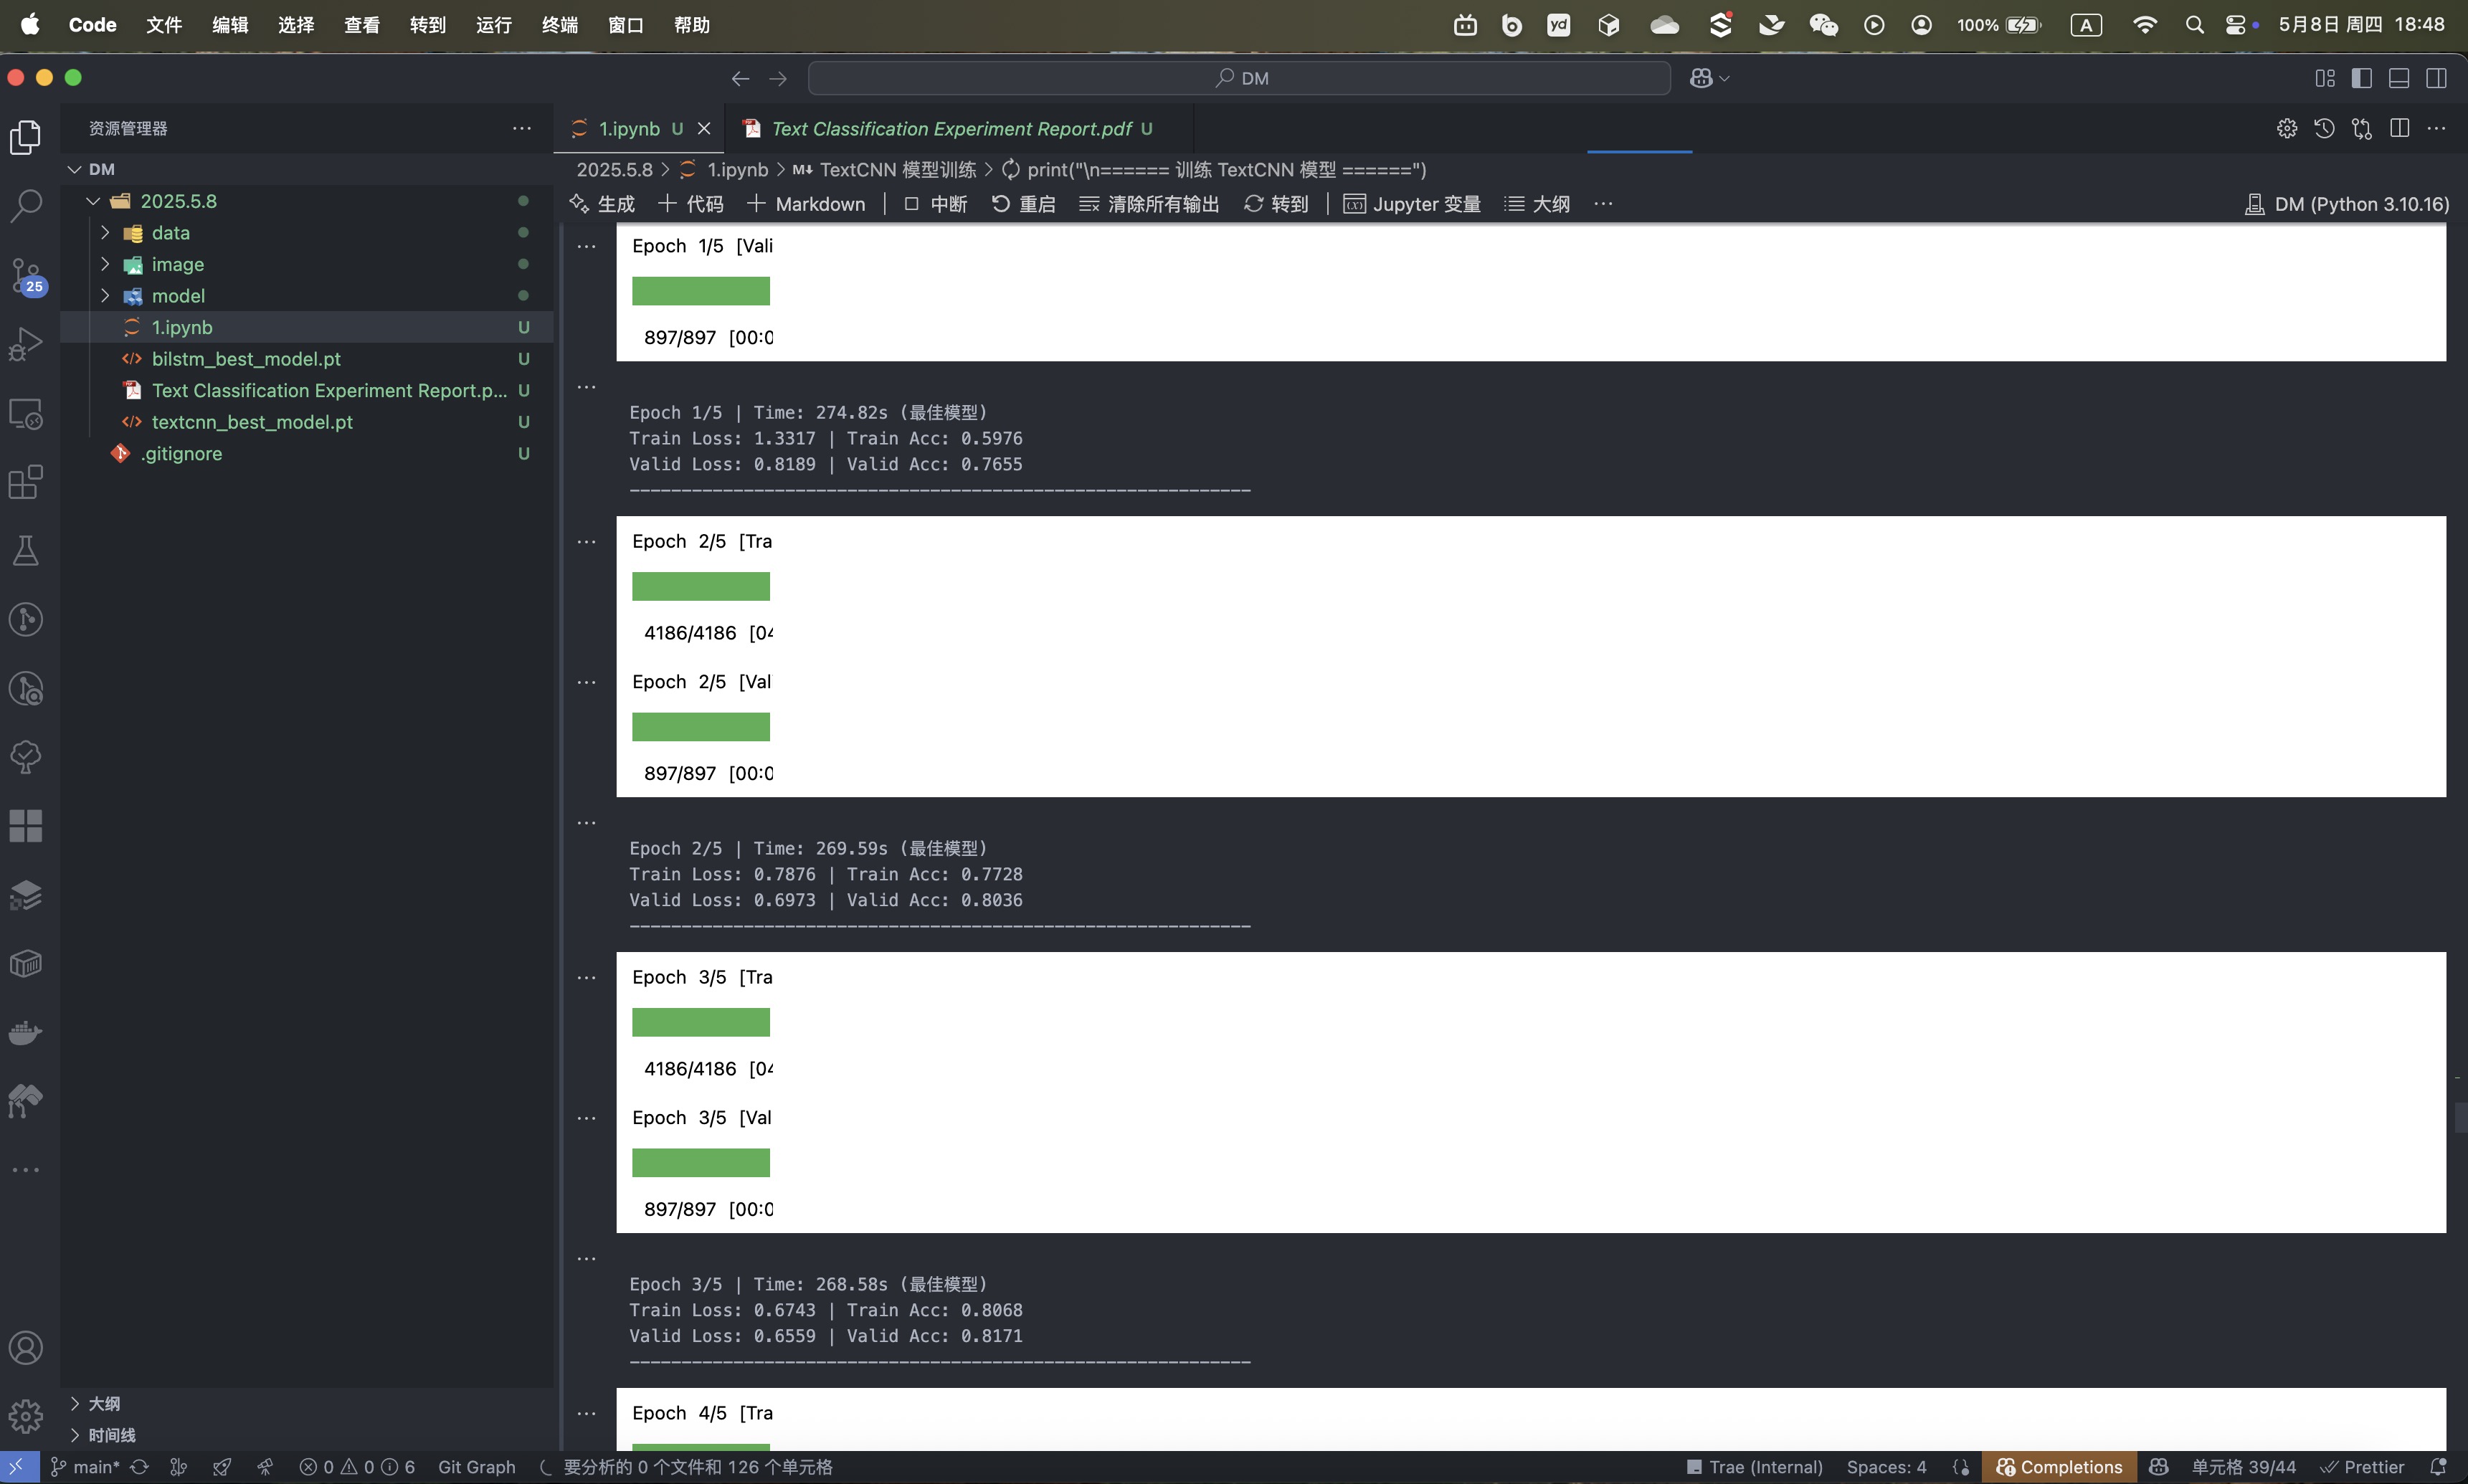 Code 文件 编辑 选择 查看 转到 运行 终端 窗口 帮助
yd 100% A 5月8日 周四 18:48
DM
资源管理器
DM
2025.5.8
data
image
model
1.ipynb U
bilstm_best_model.pt U
Text Classification Experiment Report.p... U
textcnn_best_model.pt U
.gitignore U
25
大纲
时间线
1.ipynb U
Text Classification Experiment Report.pdf U
2025.5.8 > 1.ipynb > M↓ TextCNN 模型训练 > print("\n====== 训练 TextCNN 模型 ======")
生成 + 代码 + Markdown | 中断 重启 清除所有输出 转到 | Jupyter 变量 大纲 ...
DM (Python 3.10.16)
Epoch 1/5 [Vali
897/897 [00:0
Epoch 1/5 | Time: 274.82s (最佳模型)
Train Loss: 1.3317 | Train Acc: 0.5976
Valid Loss: 0.8189 | Valid Acc: 0.7655
------------------------------------------------------------
Epoch 2/5 [Tra
4186/4186 [04
Epoch 2/5 [Val
897/897 [00:0
Epoch 2/5 | Time: 269.59s (最佳模型)
Train Loss: 0.7876 | Train Acc: 0.7728
Valid Loss: 0.6973 | Valid Acc: 0.8036
------------------------------------------------------------
Epoch 3/5 [Tra
4186/4186 [04
Epoch 3/5 [Val
897/897 [00:0
Epoch 3/5 | Time: 268.58s (最佳模型)
Train Loss: 0.6743 | Train Acc: 0.8068
Valid Loss: 0.6559 | Valid Acc: 0.8171
------------------------------------------------------------
Epoch 4/5 [Tra
main* 0 0 6 Git Graph 要分析的 0 个文件和 126 个单元格
Trae (Internal) Spaces: 4 Completions 单元格 39/44 Prettier